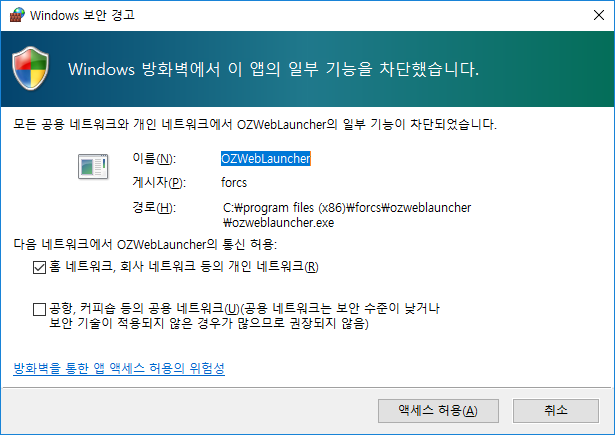 Windows 보안 경고
Windows 방화벽에서 이 앱의 일부 기능을 차단했습니다.
모든 공용 네트워크와 개인 네트워크에서 OZWebLauncher의 일부 기능이 차단되었습니다.
이름(N): OZWebLauncher
게시자(P): forcs
경로(H): C:₩program files (x86)₩forcs₩ozweblauncher
₩ozweblauncher.exe
다음 네트워크에서 OZWebLauncher의 통신 허용:
홈 네트워크, 회사 네트워크 등의 개인 네트워크(R)
공항, 커피숍 등의 공용 네트워크(U)(공용 네트워크는 보안 수준이 낮거나
보안 기술이 적용되지 않은 경우가 많으므로 권장되지 않음)
방화벽을 통한 앱 액세스 허용의 위험성
액세스 허용(A) 취소